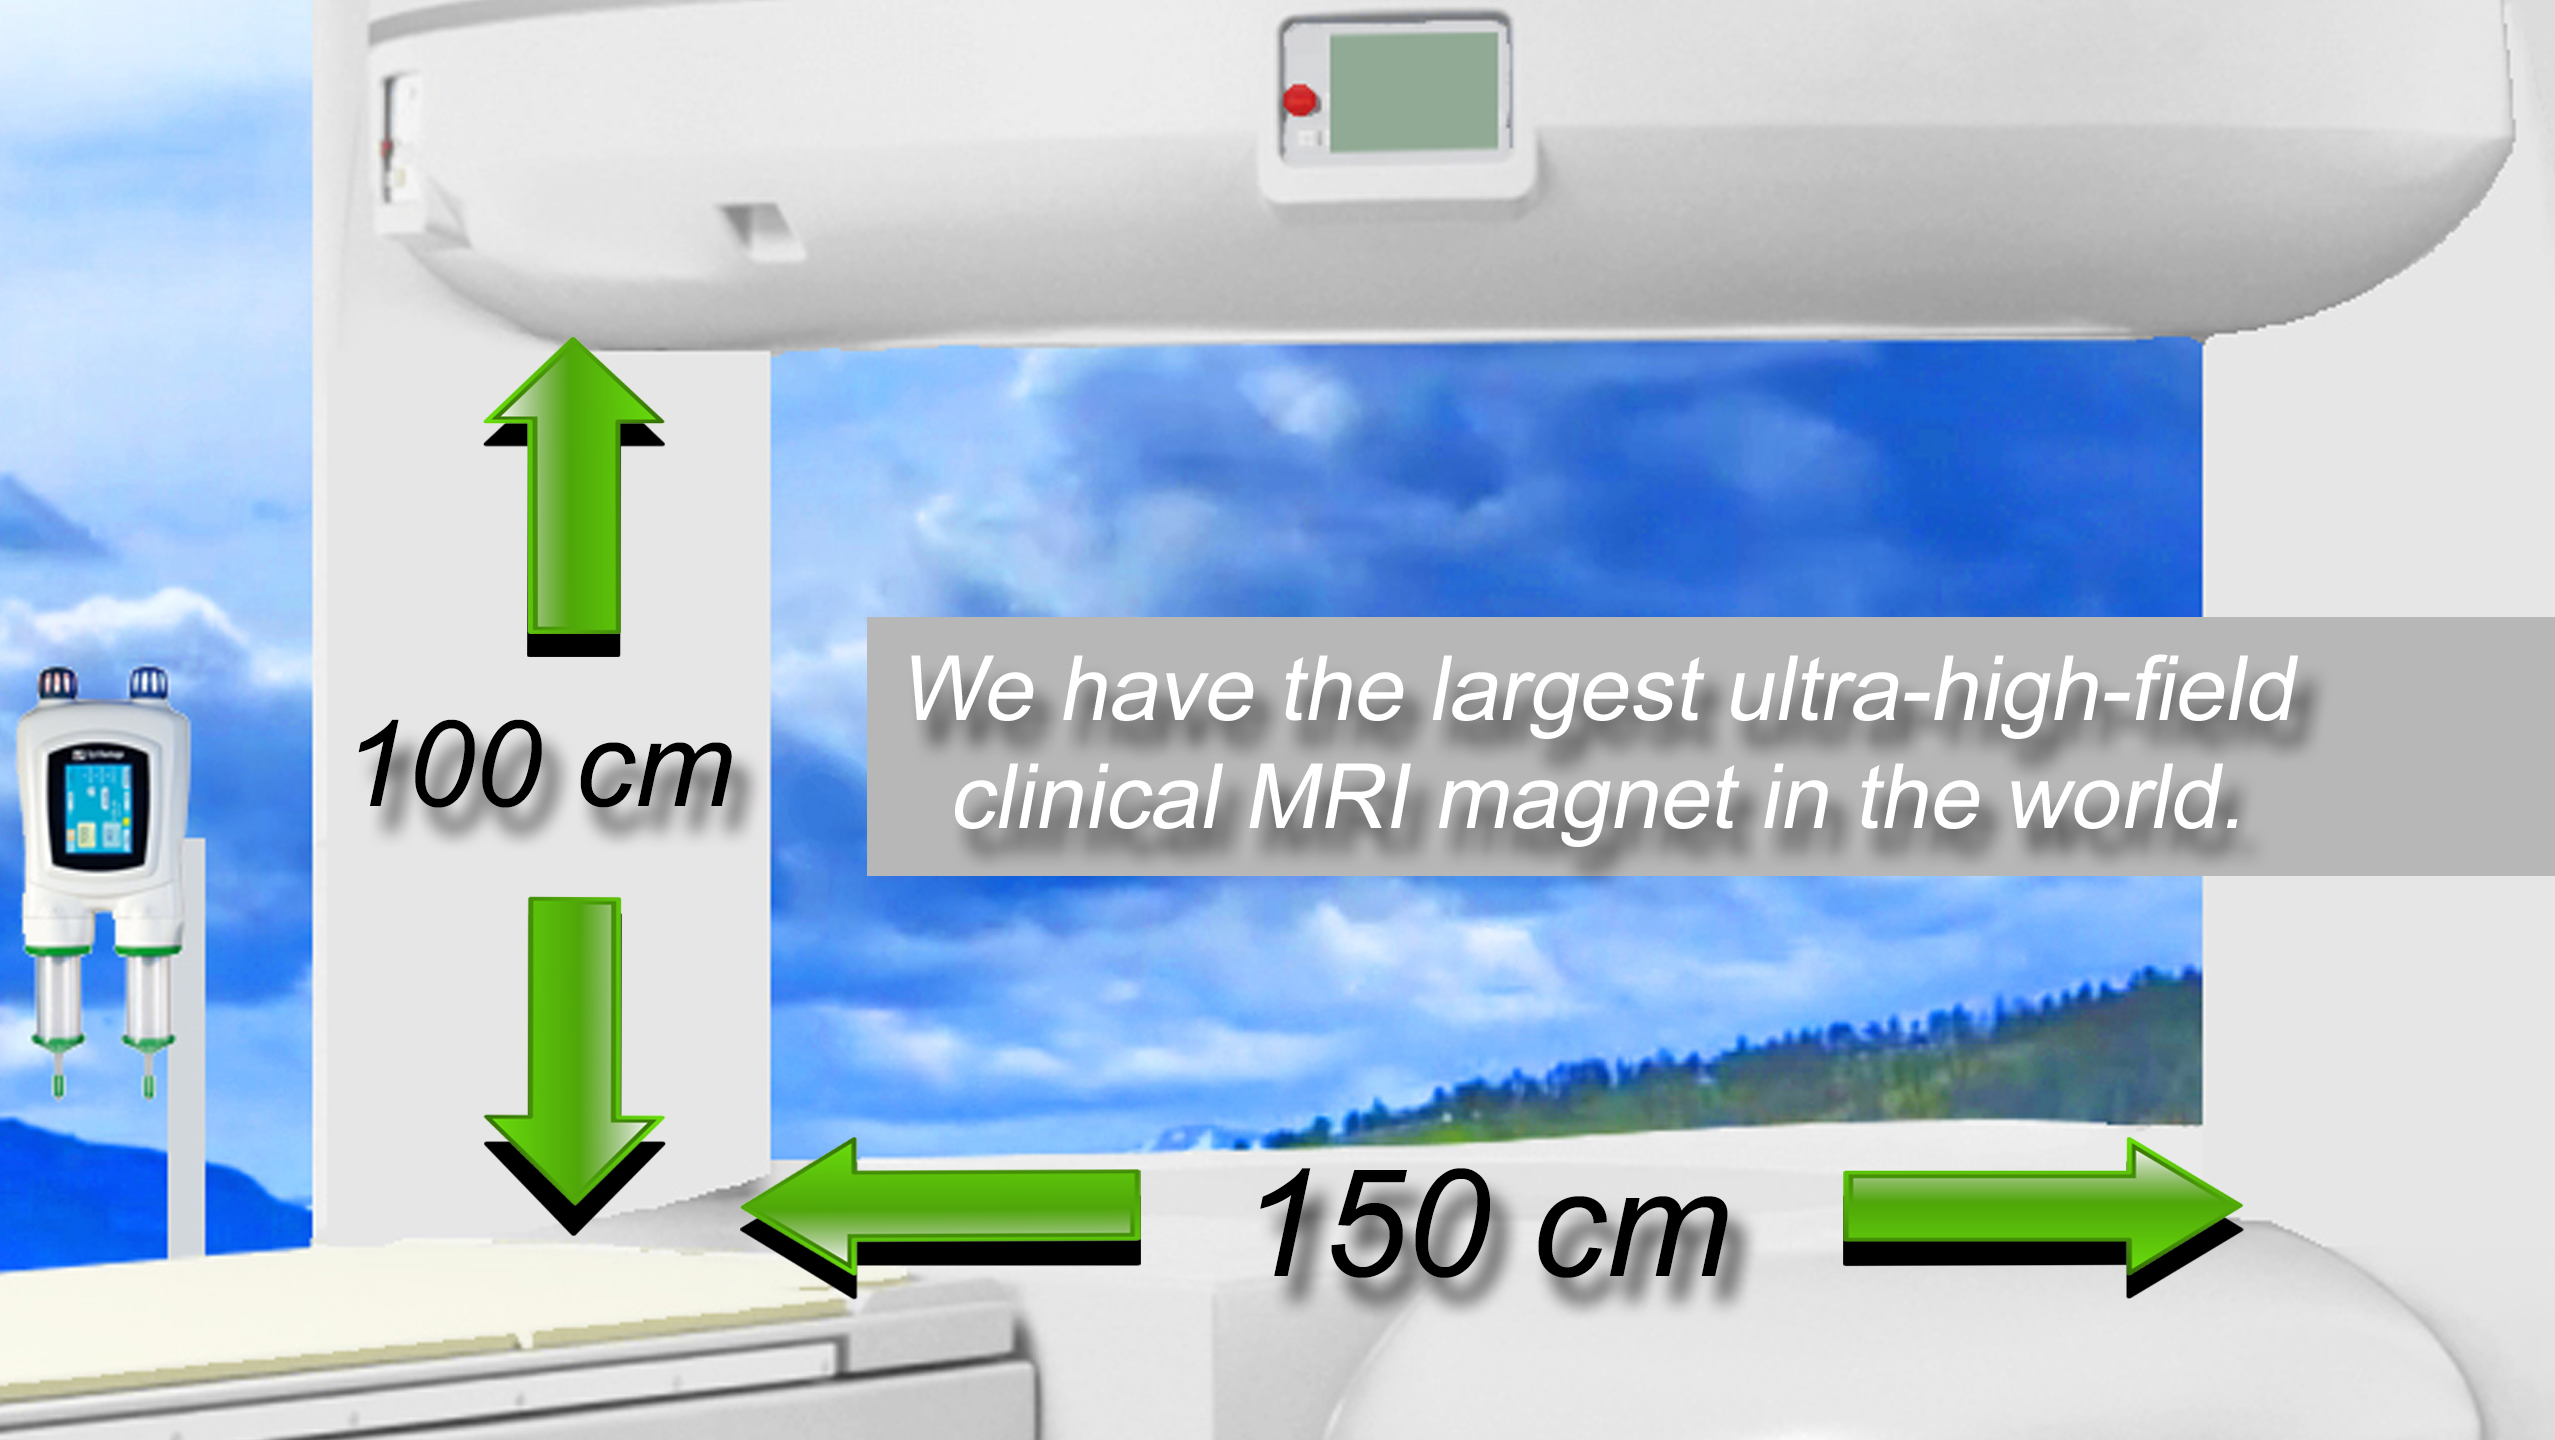 We have the largest ultra-high-field
clinical MRI magnet in the world.
100 cm
150 cm